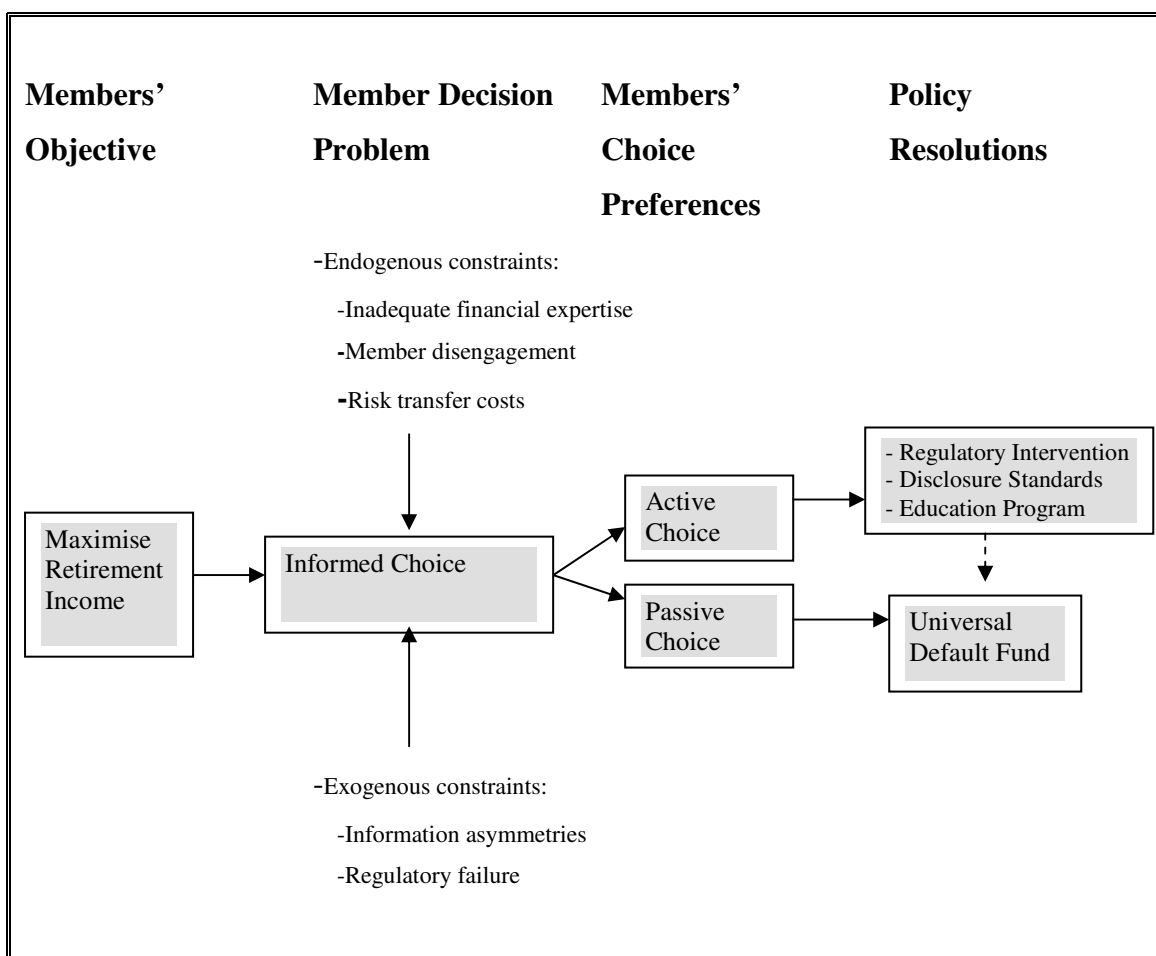 Members’
Objective
Member Decision
Problem
Members’
Choice
Preferences
Policy
Resolutions
-Endogenous constraints:
-Inadequate financial expertise
-Member disengagement
-Risk transfer costs
Maximise
Retirement
Income
Informed Choice
Active
Choice
Passive
Choice
- Regulatory Intervention
- Disclosure Standards
- Education Program
Universal
Default Fund
-Exogenous constraints:
-Information asymmetries
-Regulatory failure